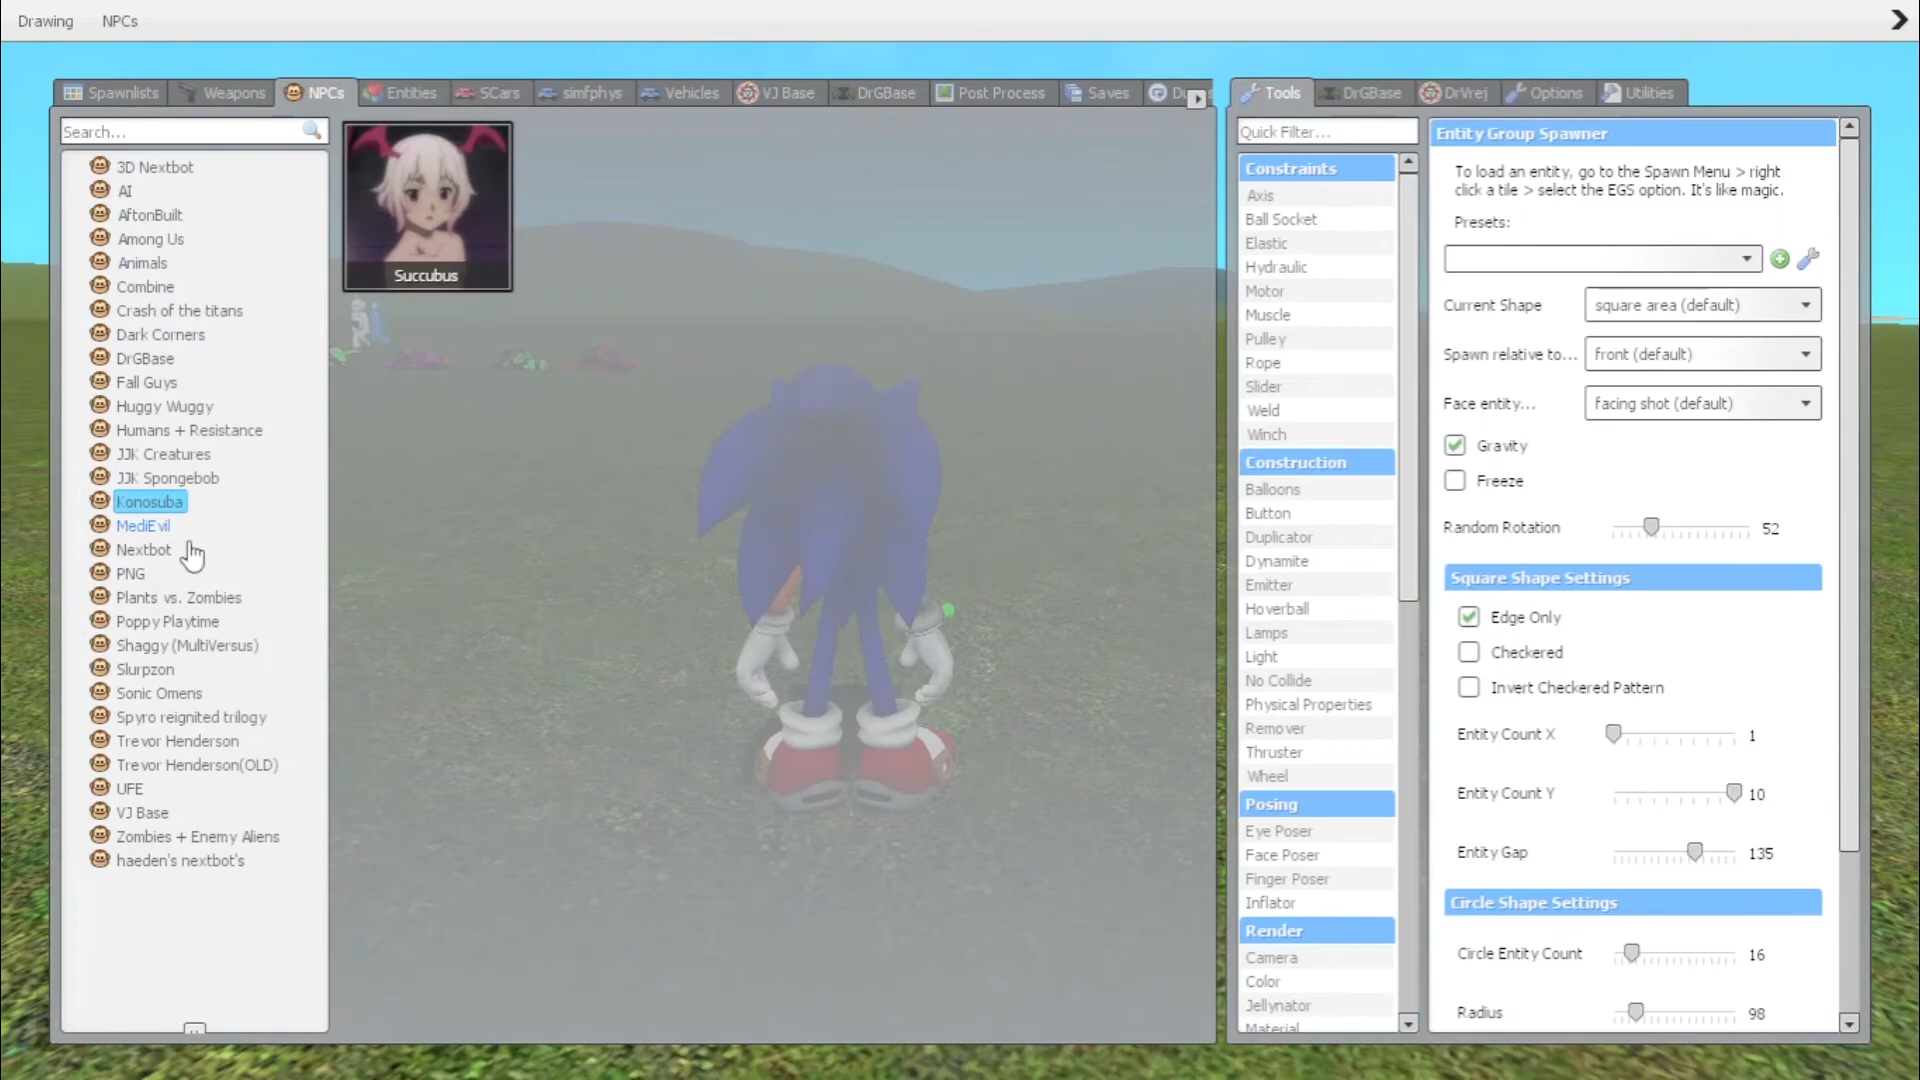 Drawing NPCs
Spawnlists Weapons NPCs Entities SCars simfphys Vehicles VJ Base DrGBase Post Process Saves
Search...
3D Nextbot
AI
AftonBuilt
Among Us
Animals
Combine
Crash of the titans
Dark Corners
DrGBase
Fall Guys
Huggy Wuggy
Humans + Resistance
JJK Creatures
JJK Spongebob
Konosuba
MediEvil
Nextbot
PNG
Plants vs. Zombies
Poppy Playtime
Shaggy (MultiVersus)
Slurpzon
Sonic Omens
Spyro reignited trilogy
Trevor Henderson
Trevor Henderson(OLD)
UFE
VJ Base
Zombies + Enemy Aliens
haeden's nextbot's
Succubus
Tools DrGBase DrVrej Options Utilities
Quick Filter...
Constraints
Axis
Ball Socket
Elastic
Hydraulic
Motor
Muscle
Pulley
Rope
Slider
Weld
Winch
Construction
Balloons
Button
Duplicator
Dynamite
Emitter
Hoverball
Lamps
Light
No Collide
Physical Properties
Remover
Thruster
Wheel
Posing
Eye Poser
Face Poser
Finger Poser
Inflator
Render
Camera
Color
Jellynator
Material
Entity Group Spawner
To load an entity, go to the Spawn Menu > right
click a tile > select the EGS option. It's like magic.
Presets:
Current Shape square area (default)
Spawn relative to... front (default)
Face entity... facing shot (default)
Gravity
Freeze
Random Rotation 52
Square Shape Settings
Edge Only
Checkered
Invert Checkered Pattern
Entity Count X 1
Entity Count Y 10
Entity Gap 135
Circle Shape Settings
Circle Entity Count 16
Radius 98